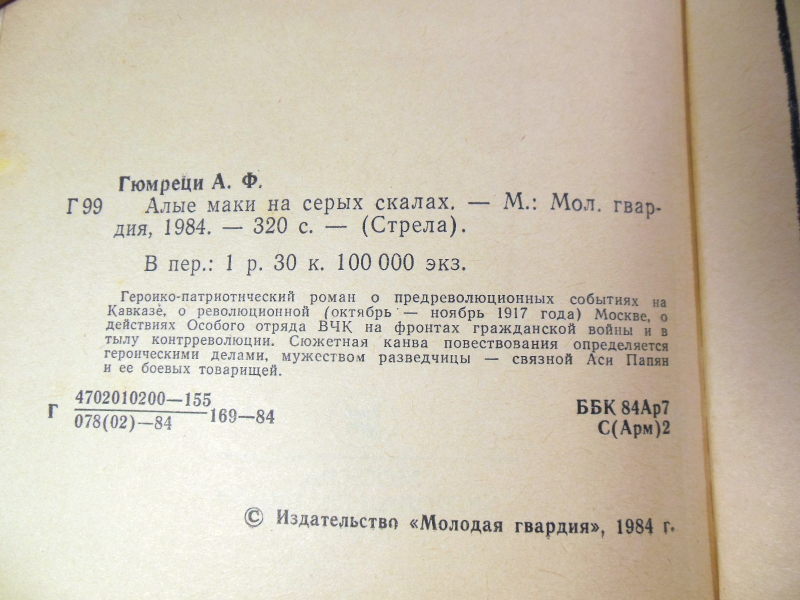 Гюмреци А. Ф.
Г 99 Алые маки на серых скалах. — М.: Мол. гвар-
дия, 1984. — 320 с. — (Стрела).
В пер.: 1 р. 30 к. 100 000 экз.
Героико-патриотический роман о предреволюционных событиях на
Кавказе, о революционной (октябрь — ноябрь 1917 года) Москве, о
действиях Особого отряда ВЧК на фронтах гражданской войны и в
тылу контрреволюции. Сюжетная канва повествования определяется
героическими делами, мужеством разведчицы — связной Аси Папян
и ее боевых товарищей.
Г 4702010200—155
078(02)—84 169—84
ББК 84Ар7
С(Арм)2
© Издательство «Молодая гвардия», 1984 г.